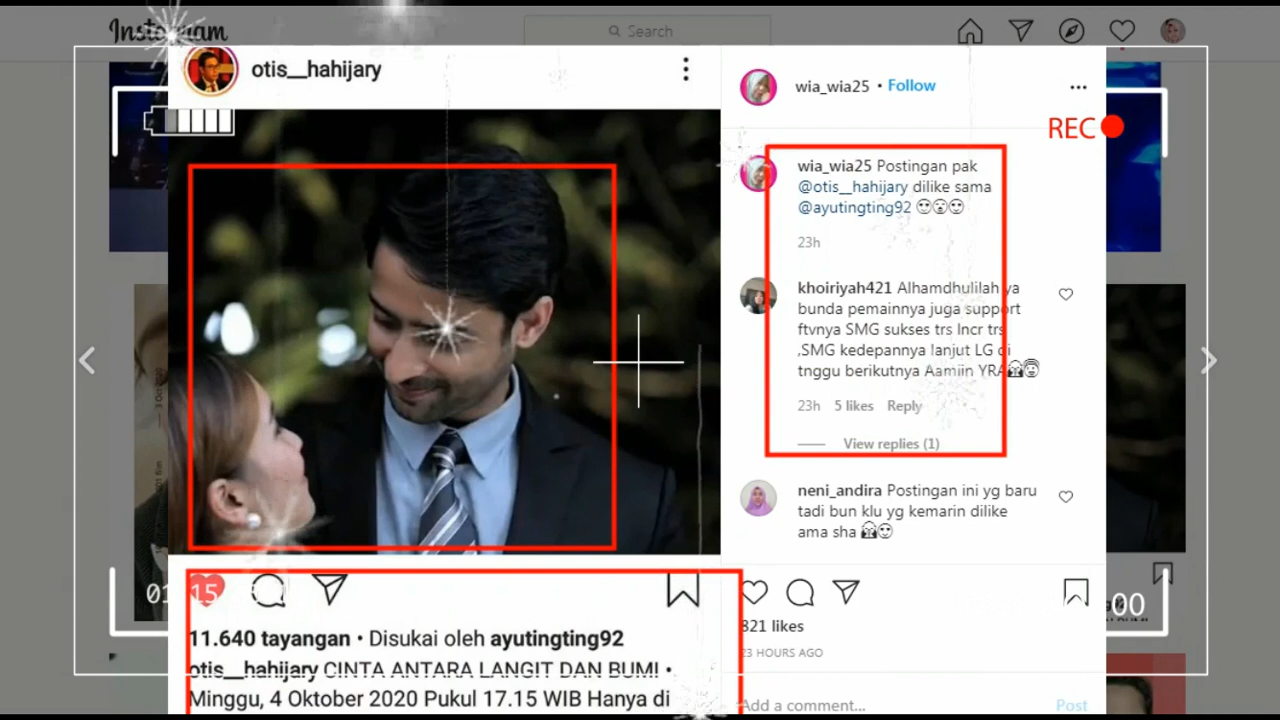 Instagram
Search
otis__hahijary
wia_wia25 • Follow
REC
wia_wia25 Postingan pak
@otis__hahijary dilike sama
@ayutingting92
23h
khoiriyah421 Alhamdhulilah ya
bunda pemainnya juga support
ftvnya SMG sukses trs lncr trs
,SMG kedepannya lanjut LG di
tnggu berikutnya Aamiin YRA
23h 5 likes Reply
View replies (1)
neni_andira Postingan ini yg baru
tadi bun klu yg kemarin dilike
ama sha
15
00
821 likes
23 HOURS AGO
Add a comment... Post
11.640 tayangan • Disukai oleh ayutingting92
otis__hahijary CINTA ANTARA LANGIT DAN BUMI •
Minggu, 4 Oktober 2020 Pukul 17.15 WIB Hanya di